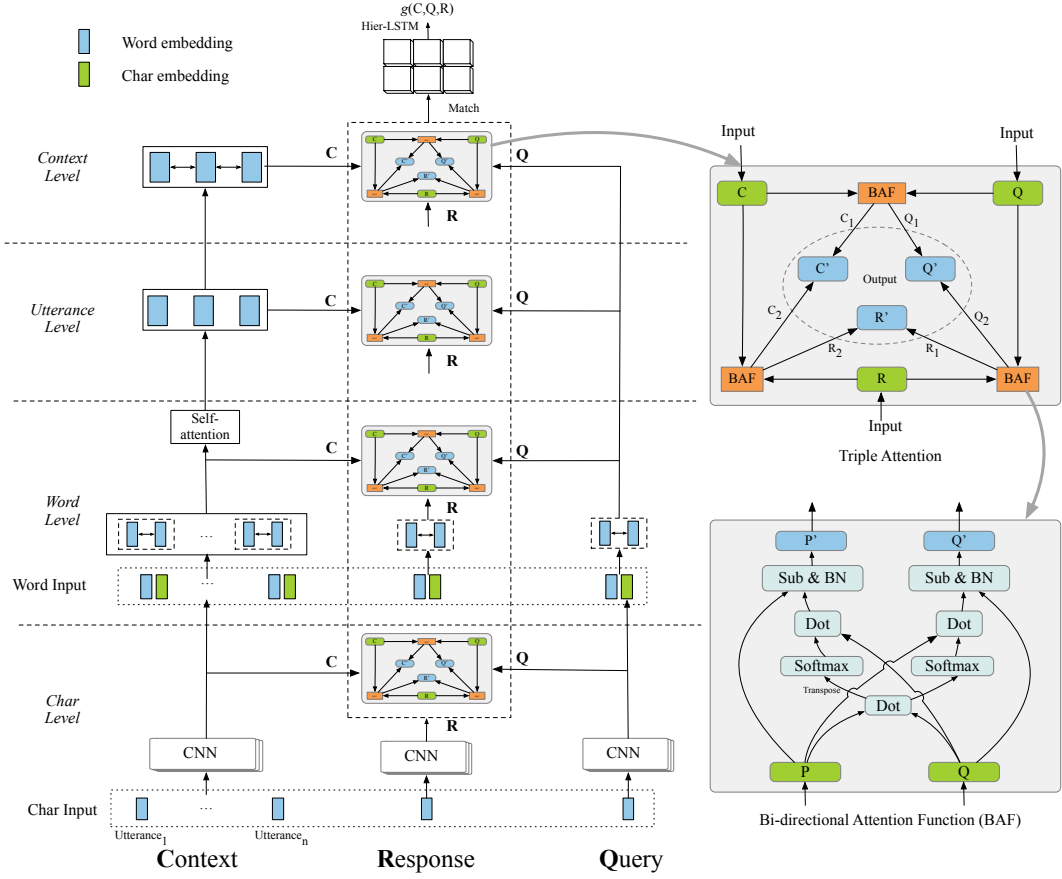 g(C,Q,R)
Hier-LSTM
Word embedding
Char embedding
Match
Context
Level
C
Q
C
Q
C'
Q'
R'
R
R
Utterance
Level
C
Q
C
Q
C'
Q'
R'
R
R
Self-
attention
C
Q
C
Q
C'
Q'
R'
R
R
Word
Level
...
Word Input
...
C
Q
C
Q
C'
Q'
R'
R
R
Char
Level
CNN
CNN
CNN
Char Input
...
Utterance1
Utterancen
Context
Response
Query
Input
Input
C
BAF
Q
C1
Q1
C'
Output
Q'
C2
Q2
R'
R2
R1
BAF
R
BAF
Input
Triple Attention
P'
Q'
Sub & BN
Sub & BN
Dot
Dot
Softmax
Softmax
Transpose
Dot
P
Q
Bi-directional Attention Function (BAF)